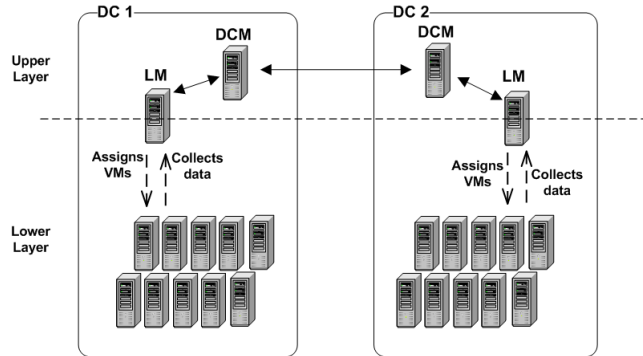 DC 1
DC 2
DCM
DCM
Upper
Layer
LM
LM
Assigns
VMs
Collects
data
Assigns
VMs
Collects
data
Lower
Layer